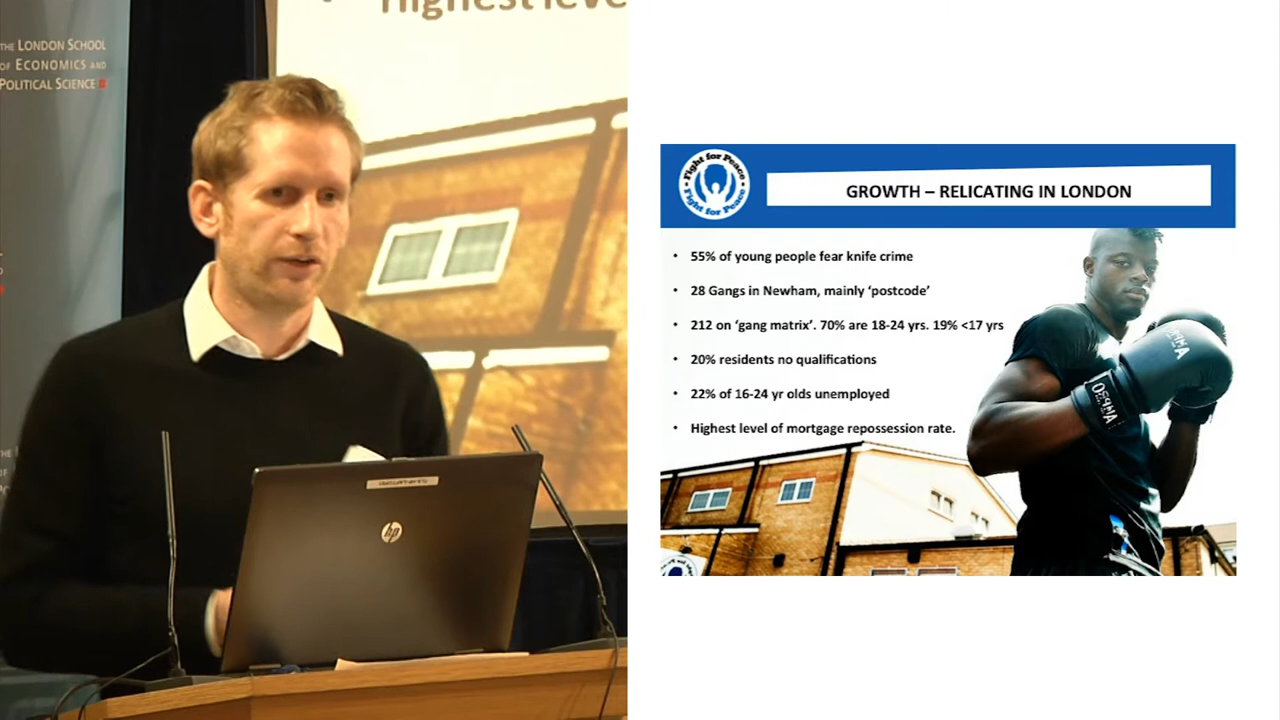 Highest leve
THE LONDON SCHOOL
OF ECONOMICS AND
POLITICAL SCIENCE
hp
Fight for Peace
Fight for Peace
GROWTH – RELICATING IN LONDON
• 55% of young people fear knife crime
• 28 Gangs in Newham, mainly ‘postcode’
• 212 on ‘gang matrix’. 70% are 18-24 yrs. 19% <17 yrs
• 20% residents no qualifications
• 22% of 16-24 yr olds unemployed
• Highest level of mortgage repossession rate.